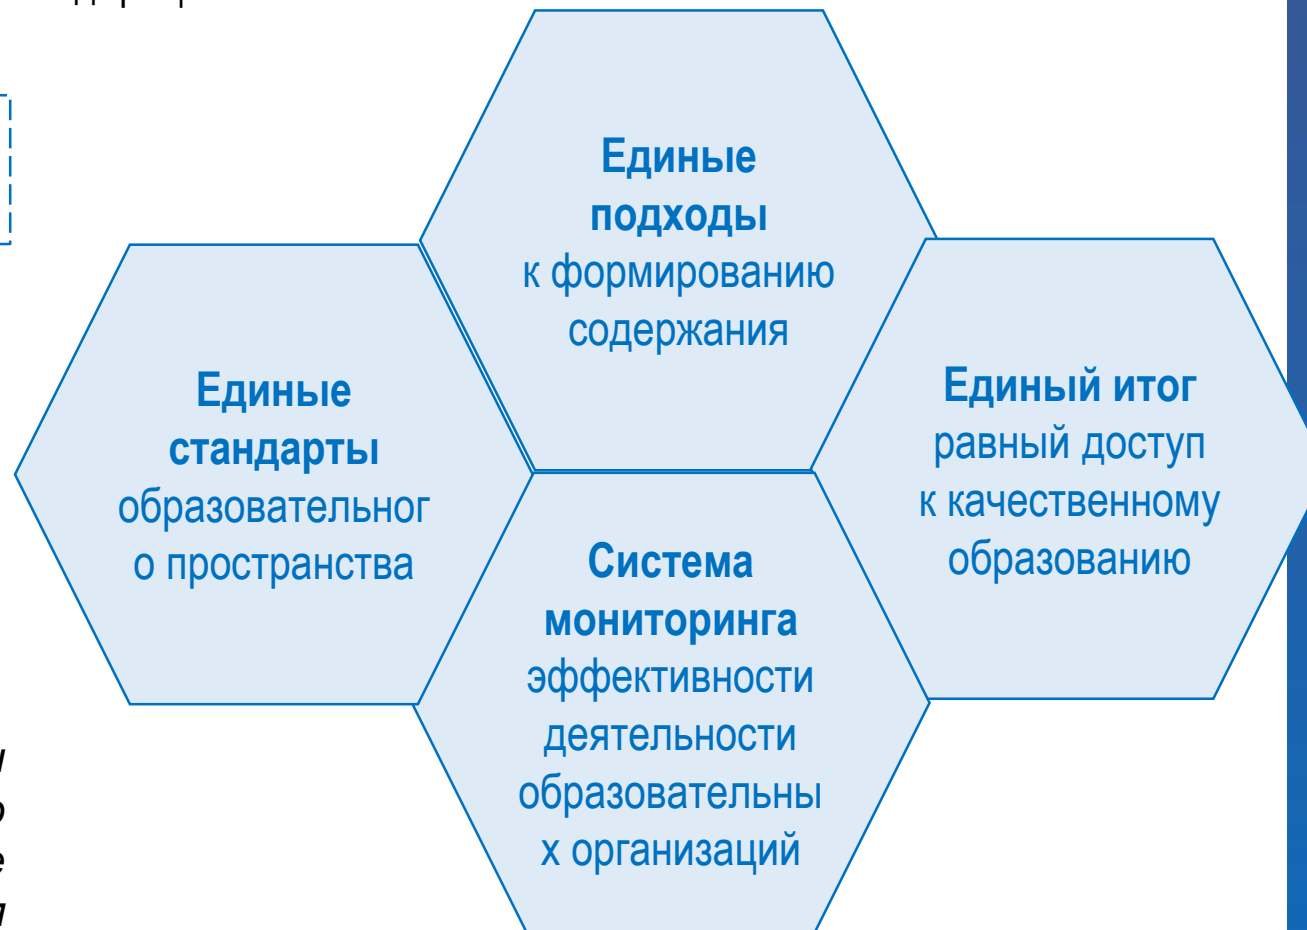 Единые
подходы
к формированию
содержания
Единые
стандарты
образовательног
о пространства
Единый итог
равный доступ
к качественному
образованию
Система
мониторинга
эффективности
деятельности
образовательны
х организаций